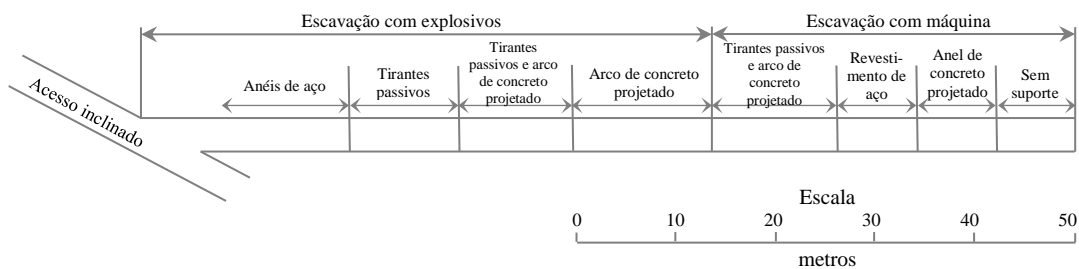 Escavação com explosivos
Escavação com máquina
Acesso inclinado
Anéis de aço
Tirantes
passivos
Tirantes
passivos e arco
de concreto
projetado
Arco de concreto
projetado
Tirantes passivos
e arco de
concreto
projetado
Revesti-
mento de
aço
Anel de
concreto
projetado
Sem
suporte
Escala
0 10 20 30 40 50
metros